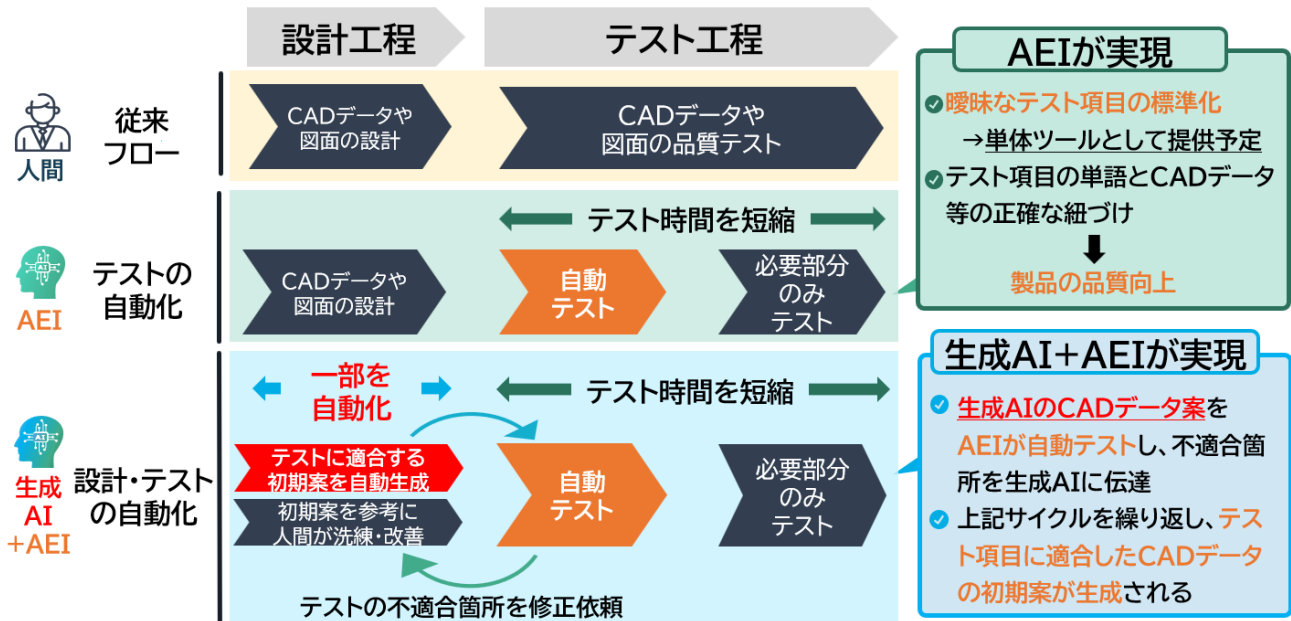 設計工程
テスト工程
人間
従来
フロー
CADデータや
図面の設計
CADデータや
図面の品質テスト
AEI
テストの
自動化
テスト時間を短縮
CADデータや
図面の設計
自動
テスト
必要部分
のみ
テスト
生成
AI
+AEI
設計・テスト
の自動化
一部を
自動化
テスト時間を短縮
テストに適合する
初期案を自動生成
初期案を参考に
人間が洗練・改善
自動
テスト
必要部分
のみ
テスト
テストの不適合箇所を修正依頼
AEIが実現
曖昧なテスト項目の標準化
→単体ツールとして提供予定
テスト項目の単語とCADデータ
等の正確な紐づけ
製品の品質向上
生成AI+AEIが実現
生成AIのCADデータ案を
AEIが自動テストし、不適合箇
所を生成AIに伝達
上記サイクルを繰り返し、テス
ト項目に適合したCADデータ
の初期案が生成される